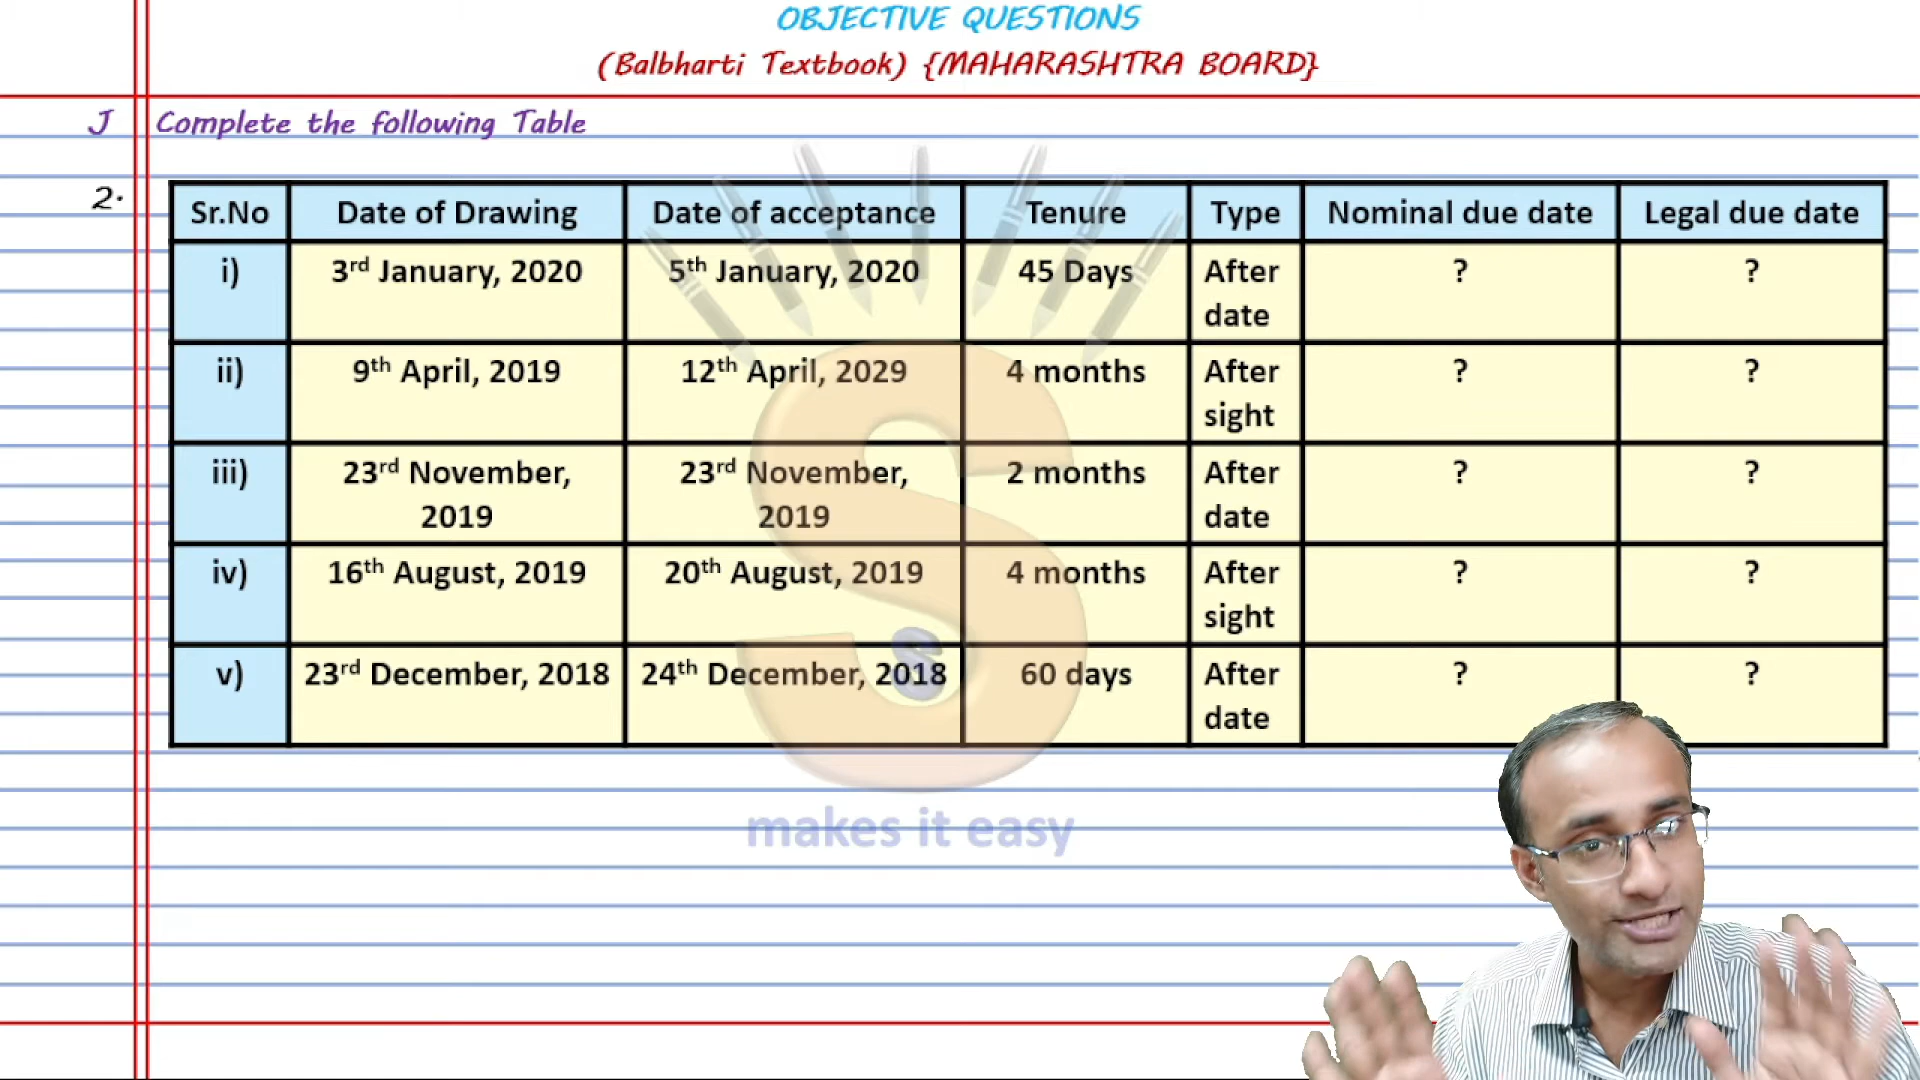 OBJECTIVE QUESTIONS
(Balbharti Textbook) {MAHARASHTRA BOARD}
J Complete the following Table
2.
Sr.No Date of Drawing Date of acceptance Tenure Type Nominal due date Legal due date
i) 3rd January, 2020 5th January, 2020 45 Days After date ? ?
ii) 9th April, 2019 12th April, 2029 4 months After sight ? ?
iii) 23rd November, 2019 23rd November, 2019 2 months After date ? ?
iv) 16th August, 2019 20th August, 2019 4 months After sight ? ?
v) 23rd December, 2018 24th December, 2018 60 days After date ? ?
S
S
makes it easy